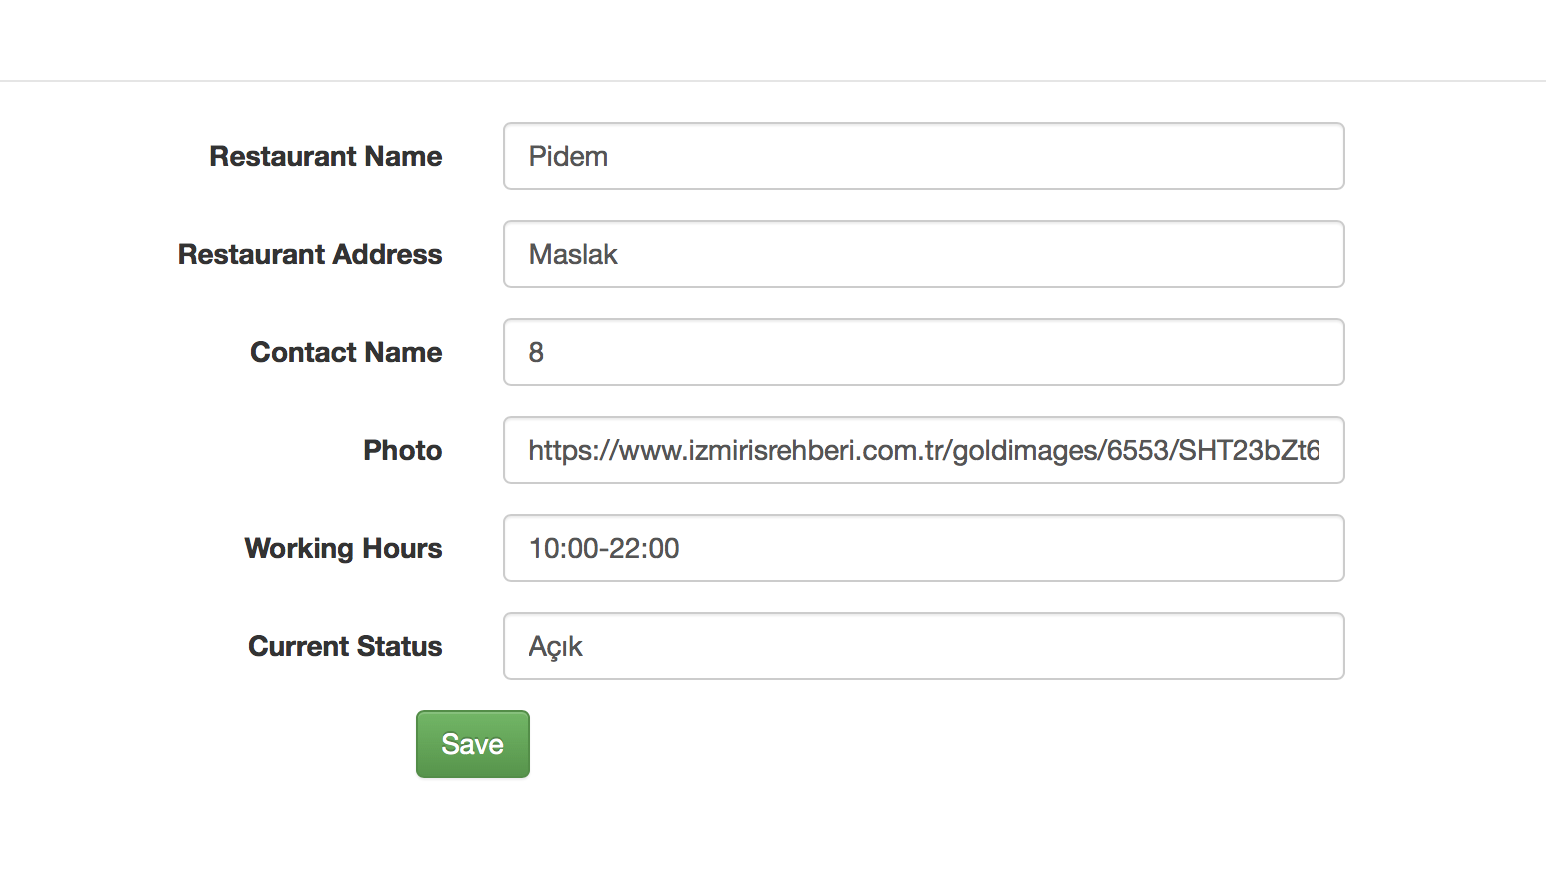 Restaurant Name Pidem
Restaurant Address Maslak
Contact Name 8
Photo https://www.izmirisrehberi.com.tr/goldimages/6553/SHT23bZt6
Working Hours 10:00-22:00
Current Status Açık
Save